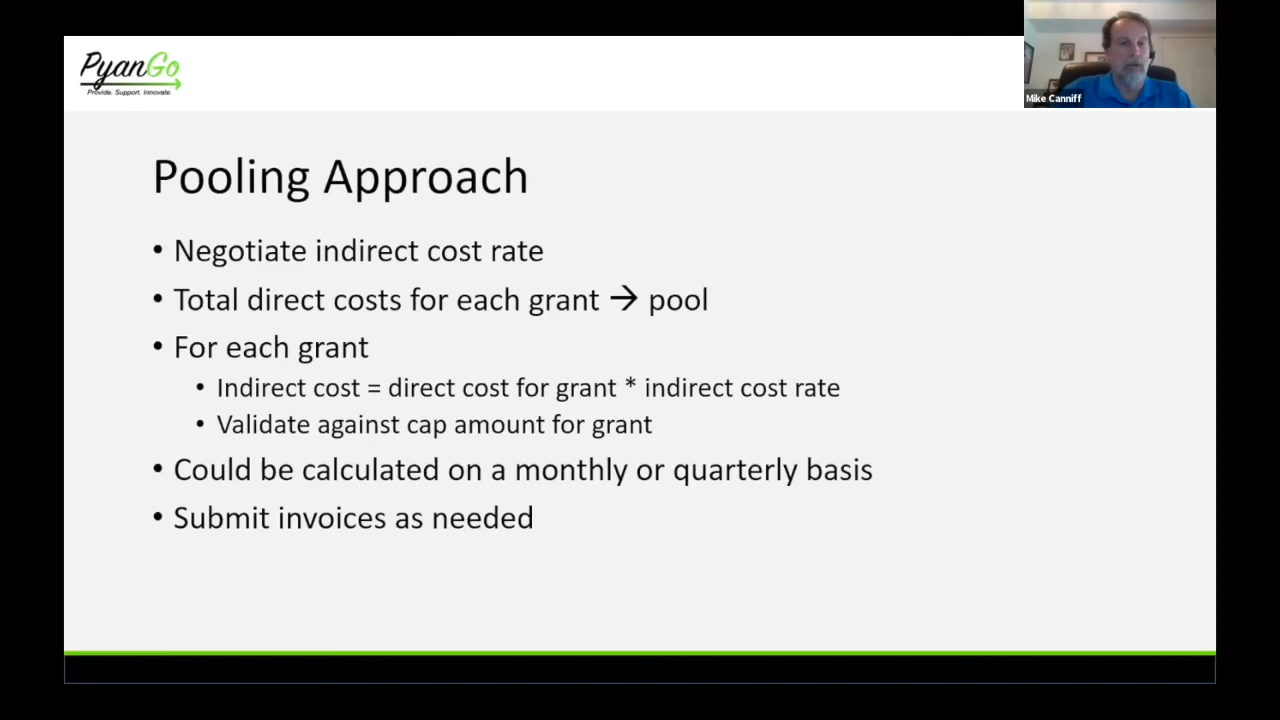 PyanGo
Provide. Support. Innovate.
Mike Canniff
Pooling Approach
• Negotiate indirect cost rate
• Total direct costs for each grant → pool
• For each grant
• Indirect cost = direct cost for grant * indirect cost rate
• Validate against cap amount for grant
• Could be calculated on a monthly or quarterly basis
• Submit invoices as needed